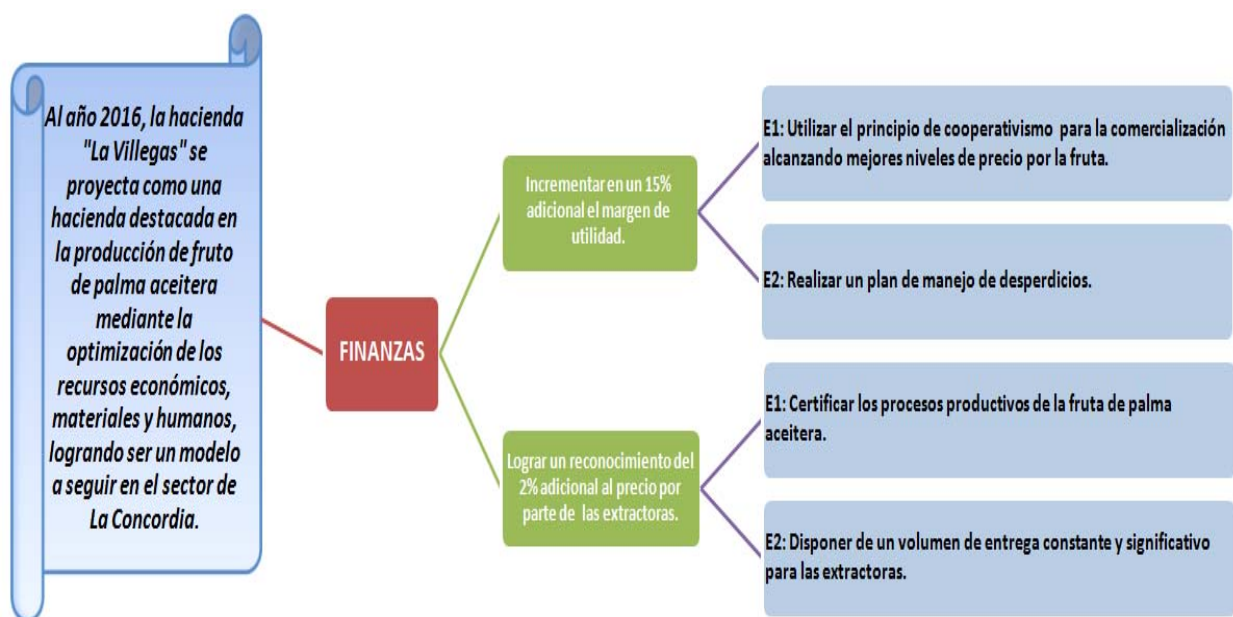 Al año 2016, la hacienda
"La Villegas" se
proyecta como una
hacienda destacada en
la producción de fruto
de palma aceitera
mediante la
optimización de los
recursos económicos,
materiales y humanos,
logrando ser un modelo
a seguir en el sector de
La Concordia.
FINANZAS
Incrementar en un 15%
adicional el margen de
utilidad.
E1: Utilizar el principio de cooperativismo para la comercialización
alcanzando mejores niveles de precio por la fruta.
E2: Realizar un plan de manejo de desperdicios.
Lograr un reconocimiento del
2% adicional al precio por
parte de las extractoras.
E1: Certificar los procesos productivos de la fruta de palma
aceitera.
E2: Disponer de un volumen de entrega constante y significativo
para las extractoras.